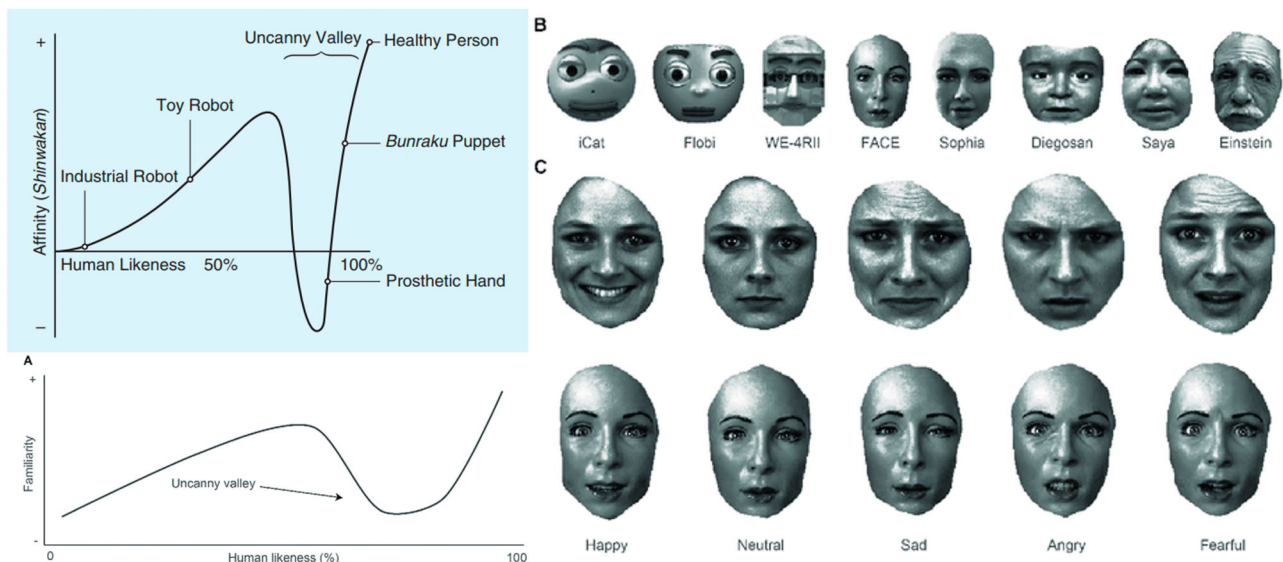 +
Uncanny Valley
Healthy Person
Toy Robot
Bunraku Puppet
Industrial Robot
Affinity (Shinwakan)
Human Likeness 50% 100%
Prosthetic Hand
–
A
+
Familiarity
Uncanny valley
-
0 Human likeness (%) 100
B
iCat Flobi WE-4RII FACE Sophia Diegosan Saya Einstein
C
Happy Neutral Sad Angry Fearful